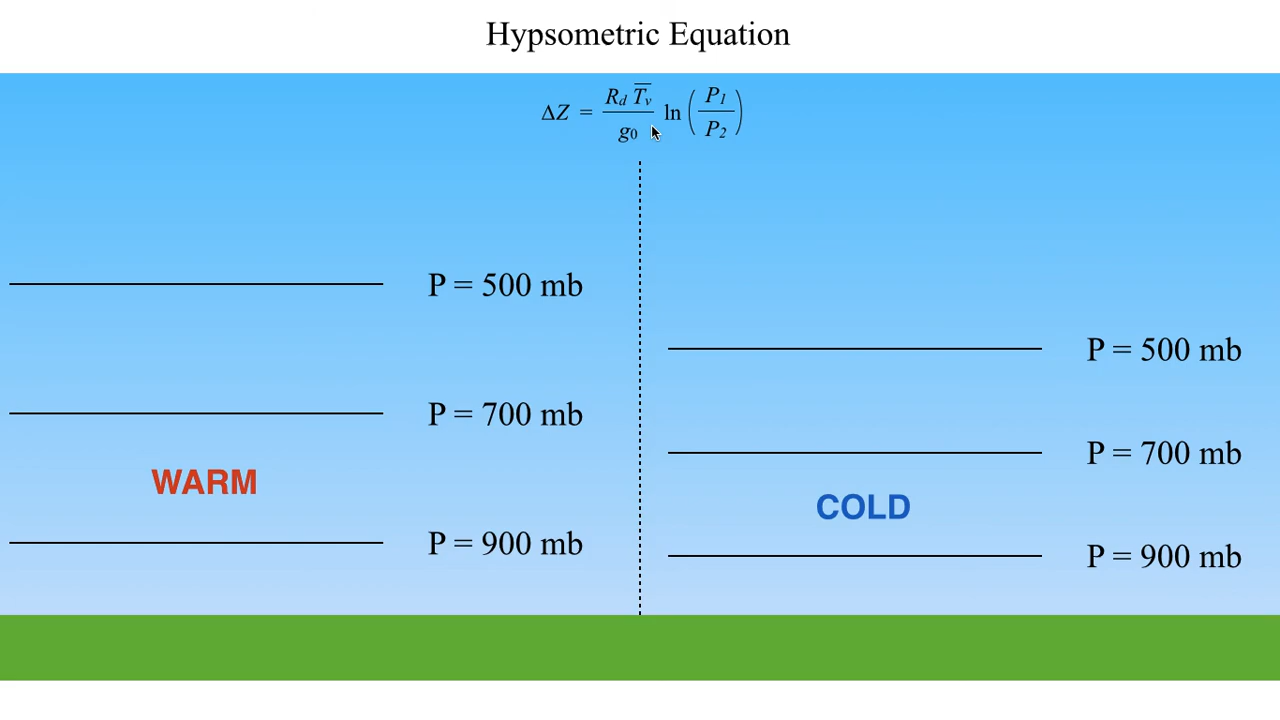 Hypsometric Equation
ΔZ = R_d T̅_v / g_0 ln ( P_1 / P_2 )
P = 500 mb
P = 700 mb
WARM
P = 900 mb
P = 500 mb
P = 700 mb
COLD
P = 900 mb